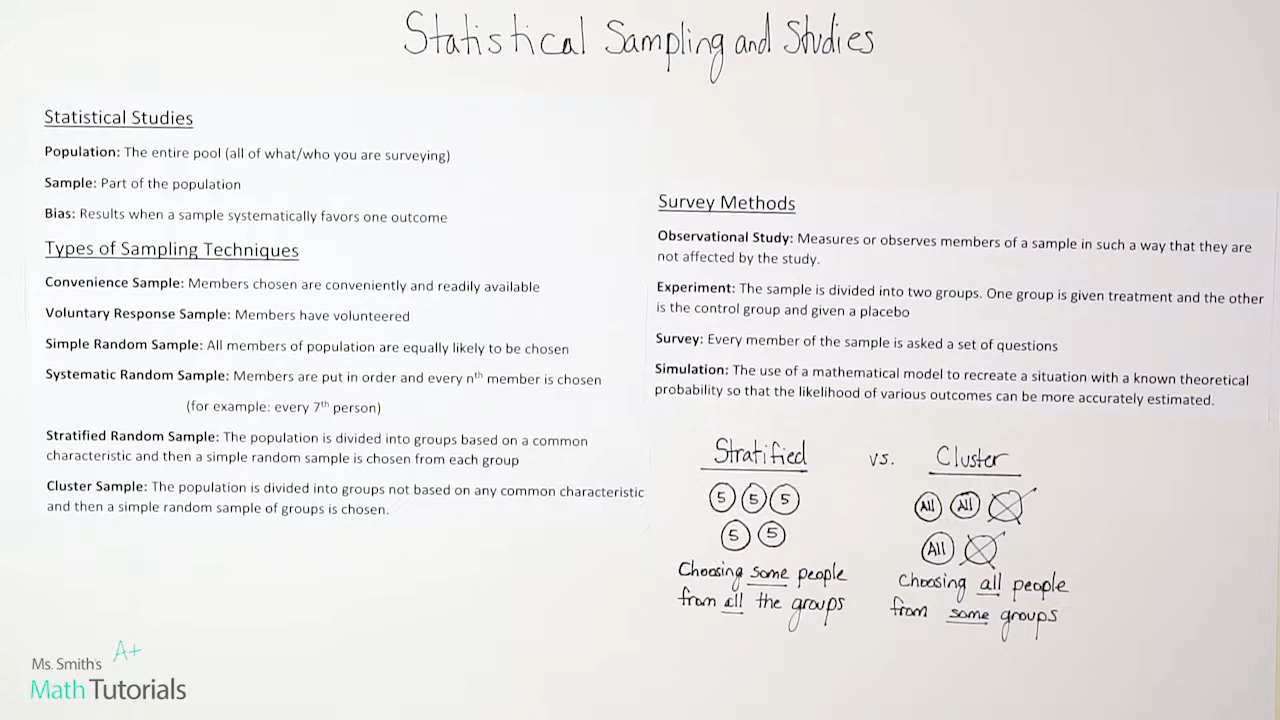 Statistical Sampling and Studies
Statistical Studies
Population: The entire pool (all of what/who you are surveying)
Sample: Part of the population
Bias: Results when a sample systematically favors one outcome
Types of Sampling Techniques
Convenience Sample: Members chosen are conveniently and readily available
Voluntary Response Sample: Members have volunteered
Simple Random Sample: All members of population are equally likely to be chosen
Systematic Random Sample: Members are put in order and every nth member is chosen
(for example: every 7th person)
Stratified Random Sample: The population is divided into groups based on a common
characteristic and then a simple random sample is chosen from each group
Cluster Sample: The population is divided into groups not based on any common characteristic
and then a simple random sample of groups is chosen.
Survey Methods
Observational Study: Measures or observes members of a sample in such a way that they are
not affected by the study.
Experiment: The sample is divided into two groups. One group is given treatment and the other
is the control group and given a placebo
Survey: Every member of the sample is asked a set of questions
Simulation: The use of a mathematical model to recreate a situation with a known theoretical
probability so that the likelihood of various outcomes can be more accurately estimated.
Stratified vs. Cluster
5 5 5
5 5
Choosing some people
from all the groups
All All
All
Choosing all people
from some groups
Ms. Smith's A+
Math Tutorials